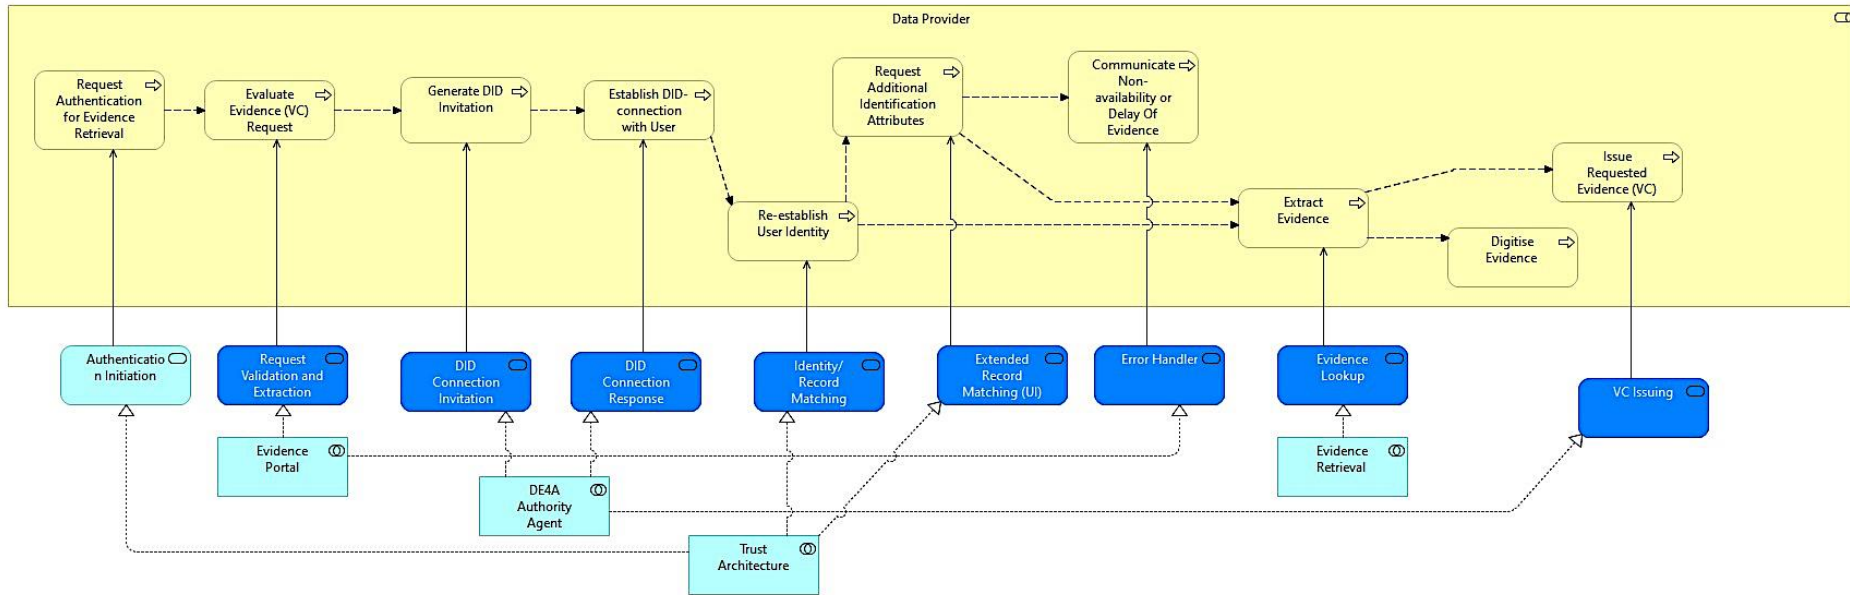 Data Provider
Request
Authentication
for Evidence
Retrieval
Evaluate
Evidence (VC)
Request
Generate DID
Invitation
Establish DID-
connection
with User
Request
Additional
Identification
Attributes
Communicate
Non-
availability or
Delay Of
Evidence
Re-establish
User Identity
Extract
Evidence
Issue
Requested
Evidence (VC)
Digitise
Evidence
Authenticatio
n Initiation
Request
Validation and
Extraction
DID
Connection
Invitation
DID
Connection
Response
Identity/
Record
Matching
Extended
Record
Matching (UI)
Error Handler
Evidence
Lookup
VC Issuing
Evidence
Portal
DE4A
Authority
Agent
Trust
Architecture
Evidence
Retrieval